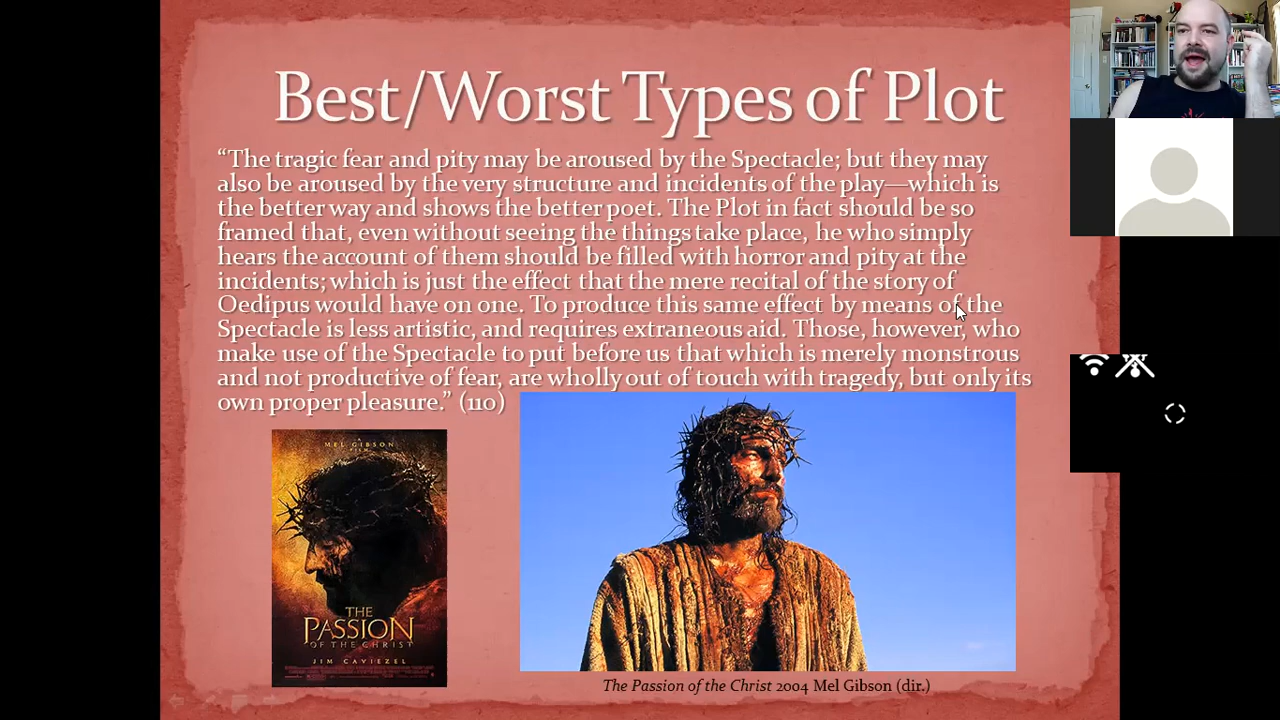 Best/Worst Types of Plot
“The tragic fear and pity may be aroused by the Spectacle; but they may
also be aroused by the very structure and incidents of the play—which is
the better way and shows the better poet. The Plot in fact should be so
framed that, even without seeing the things take place, he who simply
hears the account of them should be filled with horror and pity at the
incidents; which is just the effect that the mere recital of the story of
Oedipus would have on one. To produce this same effect by means of the
Spectacle is less artistic, and requires extraneous aid. Those, however, who
make use of the Spectacle to put before us that which is merely monstrous
and not productive of fear, are wholly out of touch with tragedy, but only its
own proper pleasure.” (110)
MEL GIBSON
THE
PASSION
OF THE CHRIST
JIM CAVIEZEL
The Passion of the Christ 2004 Mel Gibson (dir.)